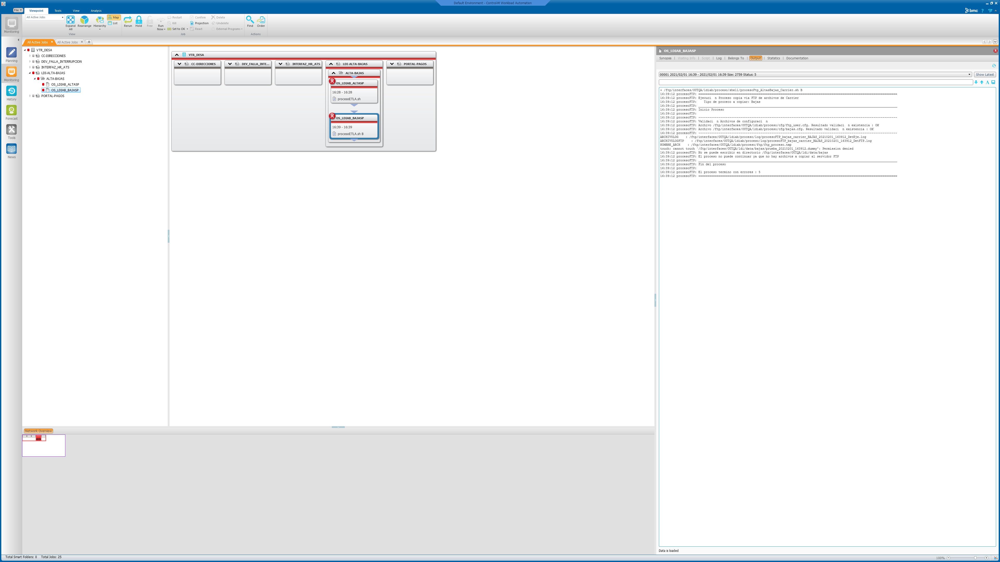 Default Environment - Control-M Workload Automation
File
Viewpoint
Tools
View
Analysis
bmc
?
Monitoring
All Active Jobs
Expand All
Rearrange
Hierarchy
Map
List
View
Rerun
Hold
Free
Run Now
Restart
Kill
Set to OK
Confirm
Projection
React
Delete
Undelete
External Programs
Job
Find
Order
Actions
All Active Jobs
All Active Jobs
Planning
Monitoring
History
Forecast
Tools
News
VTR_DESA
CC-DIRECCIONES
DEV_FALLA_INTERRUPCION
INTERFAZ_HR_ATS
LDI-ALTA-BAJAS
ALTA-BAJAS
OS_LDIAB_ALTASP
OS_LDIAB_BAJASP
PORTAL-PAGOS
VTR_DESA
CC-DIRECCIONES
DEV_FALLA_INTE...
INTERFAZ_HR_ATS
LDI-ALTA-BAJAS
PORTAL-PAGOS
ALTA-BAJAS
OS_LDIAB_ALTASP
16:28 - 16:28
procesoETLA.sh
OS_LDIAB_BAJASP
16:39 - 16:39
procesoETLA.sh B
OS_LDIAB_BAJASP
Synopsis | Waiting Info | Script | Log | Belongs To | Output | Statistics | Documentation
00001 2021/02/01 16:39 - 2021/02/01 16:39 Size: 2759 Status: 5
Show Latest
A
+ /ftp/interfaces/OUTQA/ldiab/proceso/shell/procesoFtp_AltasBajas_Carrier.sh B
16:39:12 procesoFTP: =============================================================================================================
16:39:12 procesoFTP: Ejecuci  n Proceso copia via FTP de archivos de Carrier
16:39:12 procesoFTP:    Tipo de proceco a copiar: Bajas
16:39:12 procesoFTP: _____________________________________________________________________________________________________________
16:39:12 procesoFTP: Inicio Proceso
16:39:12 procesoFTP:
16:39:12 procesoFTP: -------------------------------------------------------------------------------------------------------------
16:39:12 procesoFTP: Validaci  n Archivos de configuraci  n
16:39:12 procesoFTP: Archivo /ftp/interfaces/OUTQA/ldiab/proceso/cfg/ftp_user.cfg. Resultado validaci  n existencia : OK
16:39:12 procesoFTP: Archivo /ftp/interfaces/OUTQA/ldiab/proceso/cfg/bajas.cfg. Resultado validaci  n existencia : OK
16:39:12 procesoFTP: -------------------------------------------------------------------------------------------------------------
ARCHIVOLOG    : /ftp/interfaces/OUTQA/ldiab/proceso/log/procesoFTP_bajas_carrier_BAJAS_20210201_163912_DetEje.log
ARCHIVOLOGFTP    : /ftp/interfaces/OUTQA/ldiab/proceso/log/procesoFTP_bajas_carrier_BAJAS_20210201_163912_DetFTP.log
NOMBRE_ARCH    : /ftp/interfaces/OUTQA/ldiab/proceso/ftp/ftp_proceso.tmp
touch: cannot touch `/ftp/interfaces/OUTQA/ldi/data/bajas/prueba_20210201_163912.dummy': Permission denied
16:39:12 procesoFTP: No se puede escribir en directorio /ftp/interfaces/OUTQA/ldi/data/bajas
16:39:12 procesoFTP: El proceso no puede continuar ya que no hay archivos a copiar al servidor FTP
16:39:12 procesoFTP: _____________________________________________________________________________________________________________
16:39:12 procesoFTP: Fin del proceso
16:39:12 procesoFTP:
16:39:12 procesoFTP: El proceso termino con errores : 5
16:39:12 procesoFTP: =============================================================================================================
Data is loaded
Network Overview
Total Smart Folders: 0    Total Jobs: 25
100%